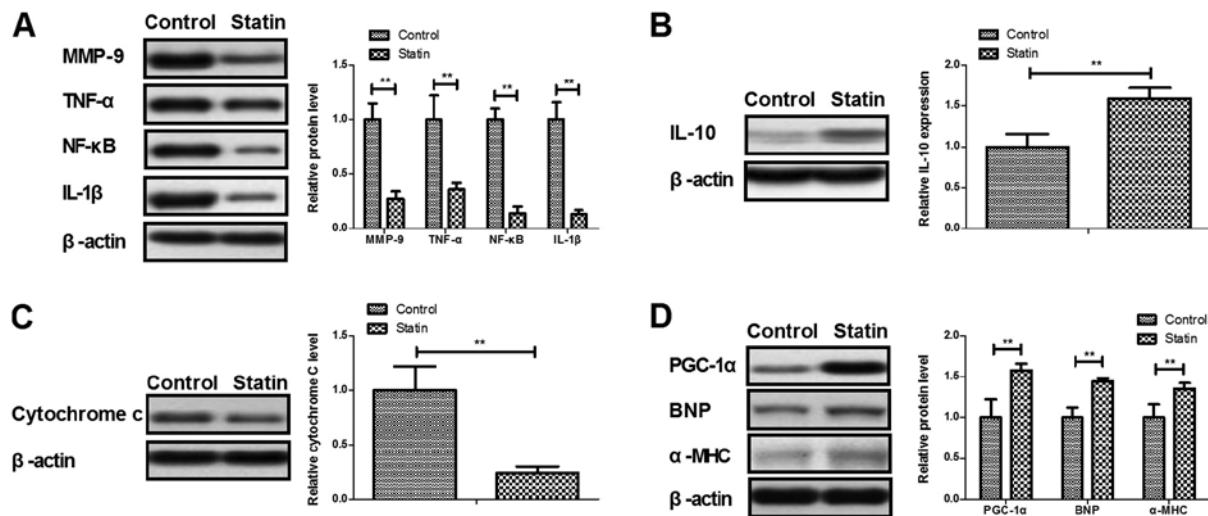 A
Control Statin
MMP-9
TNF-α
NF-κB
IL-1β
β-actin
Control
Statin
Relative protein level
1.5
1.0
0.5
0.0
** ** ** **
MMP-9 TNF-α NF-κB IL-1β
B
Control Statin
IL-10
β-actin
Control
Statin
Relative IL-10 expression
2.0
1.5
1.0
0.5
0.0
**
C
Control Statin
Cytochrome c
β-actin
Control
Statin
Relative cytochrome C level
1.5
1.0
0.5
0.0
**
D
Control Statin
PGC-1α
BNP
α-MHC
β-actin
Control
Statin
Relative protein level
2.0
1.5
1.0
0.5
0.0
** ** **
PGC-1α BNP α-MHC